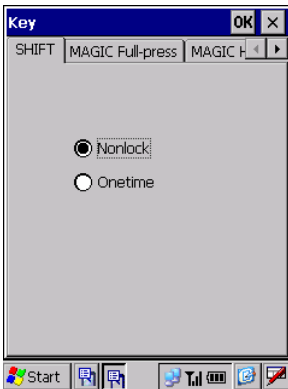 Key OK
SHIFT MAGIC Full-press MAGIC H
Nonlock
Onetime
Start